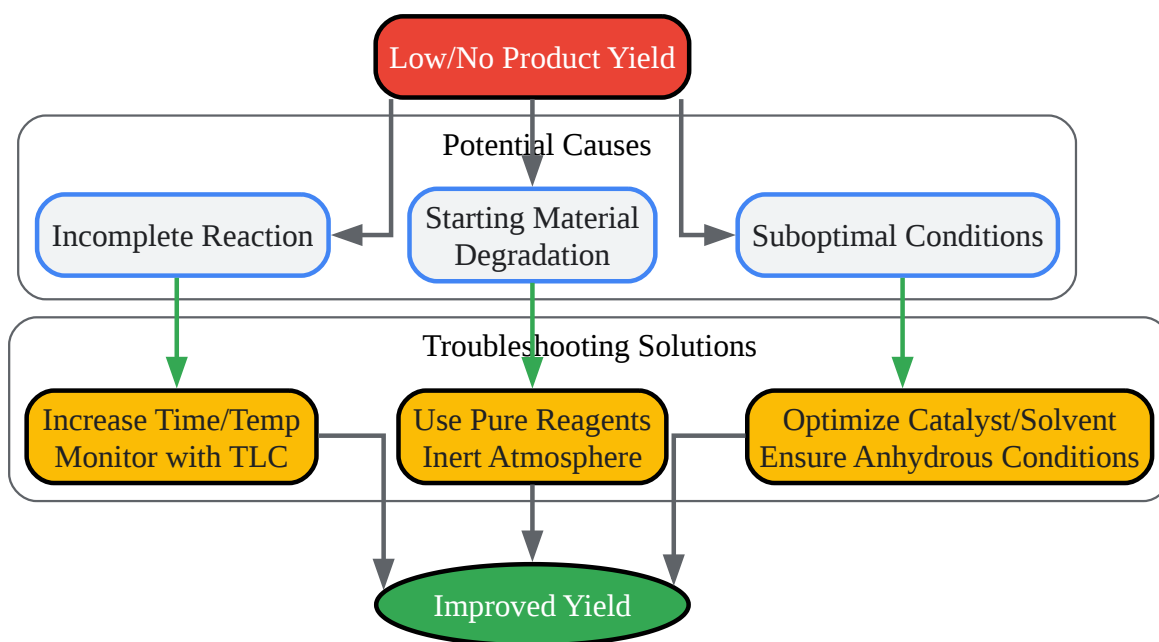 Low/No Product Yield
Potential Causes
Incomplete Reaction
Starting Material
Degradation
Suboptimal Conditions
Troubleshooting Solutions
Increase Time/Temp
Monitor with TLC
Use Pure Reagents
Inert Atmosphere
Optimize Catalyst/Solvent
Ensure Anhydrous Conditions
Improved Yield